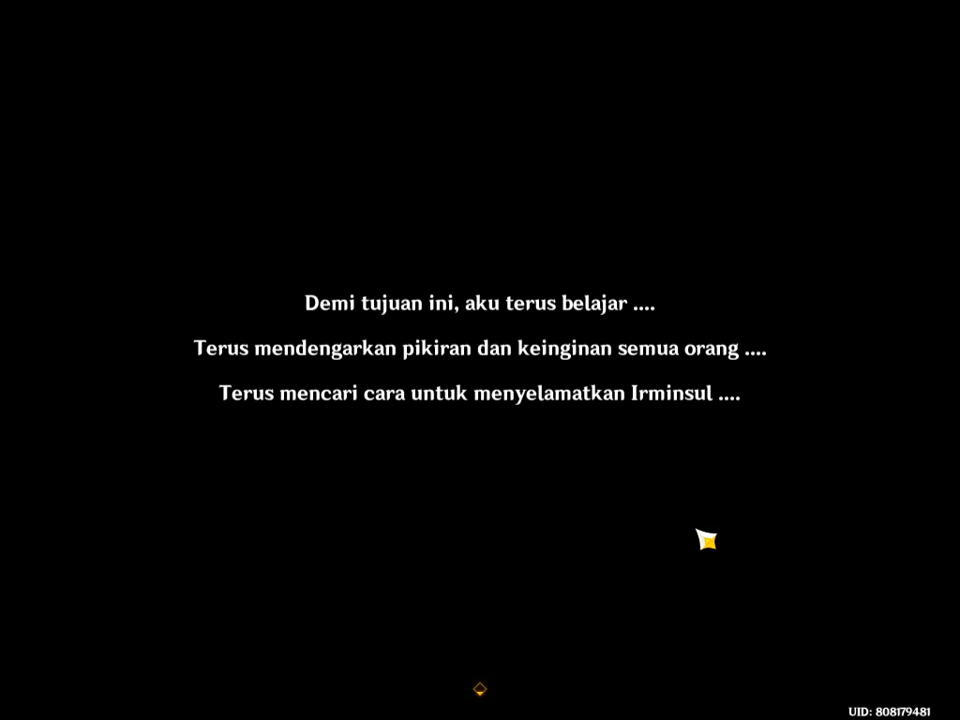 Demi tujuan ini, aku terus belajar ....
Terus mendengarkan pikiran dan keinginan semua orang ....
Terus mencari cara untuk menyelamatkan Irminsul ....
UID: 808179481